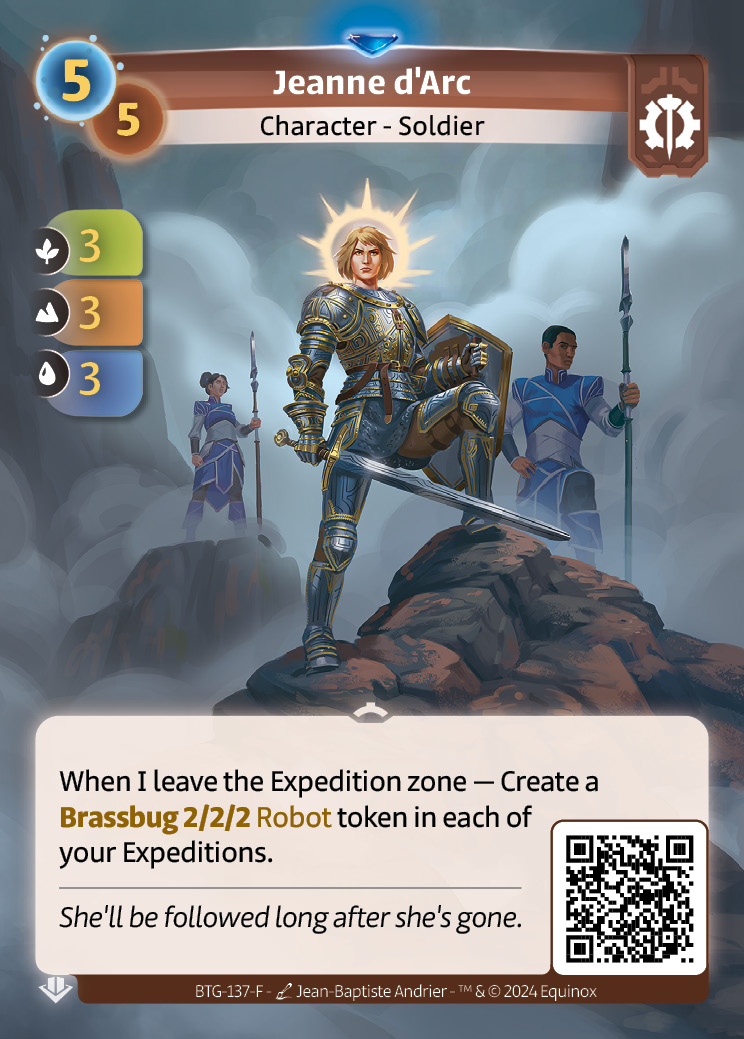 5
5
Jeanne d'Arc
Character - Soldier
3
3
3
When I leave the Expedition zone — Create a
Brassbug 2/2/2 Robot token in each of
your Expeditions.
She'll be followed long after she's gone.
BTG-137-F - Jean-Baptiste Andrier - ™ & © 2024 Equinox